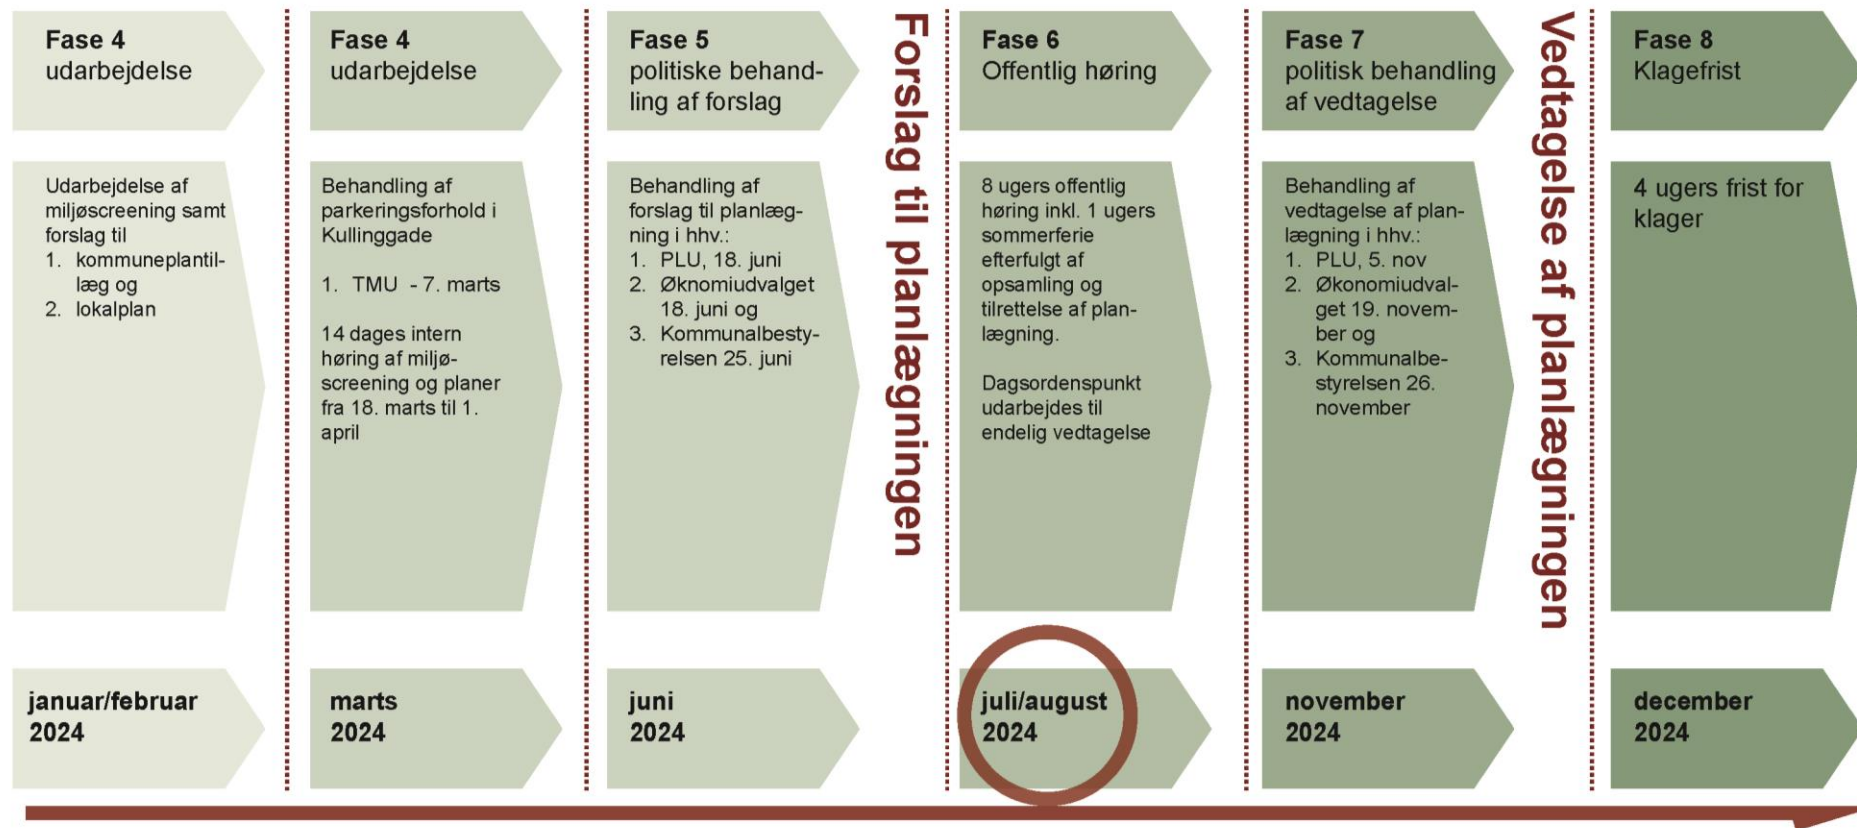 Fase 4
udarbejdelse
Udarbejdelse af
miljøscreening samt
forslag til
1. kommuneplantil-
læg og
2. lokalplan
januar/februar
2024
Fase 4
udarbejdelse
Behandling af
parkeringsforhold i
Kullinggade
1. TMU - 7. marts
14 dages intern
høring af miljø-
screening og planer
fra 18. marts til 1.
april
marts
2024
Fase 5
politiske behand-
ling af forslag
Behandling af
forslag til planlæg-
ning i hhv.:
1. PLU, 18. juni
2. Øknomiudvalget
18. juni og
3. Kommunalbesty-
relsen 25. juni
juni
2024
Forslag til planlægningen
Fase 6
Offentlig høring
8 ugers offentlig
høring inkl. 1 ugers
sommerferie
efterfulgt af
opsamling og
tilrettelse af plan-
lægning.
Dagsordenspunkt
udarbejdes til
endelig vedtagelse
juli/august
2024
Fase 7
politisk behandling
af vedtagelse
Behandling af
vedtagelse af plan-
lægning i hhv.:
1. PLU, 5. nov
2. Økonomiudval-
get 19. novem-
ber og
3. Kommunalbe-
styrelsen 26.
november
november
2024
Vedtagelse af planlægningen
Fase 8
Klagefrist
4 ugers frist for
klager
december
2024